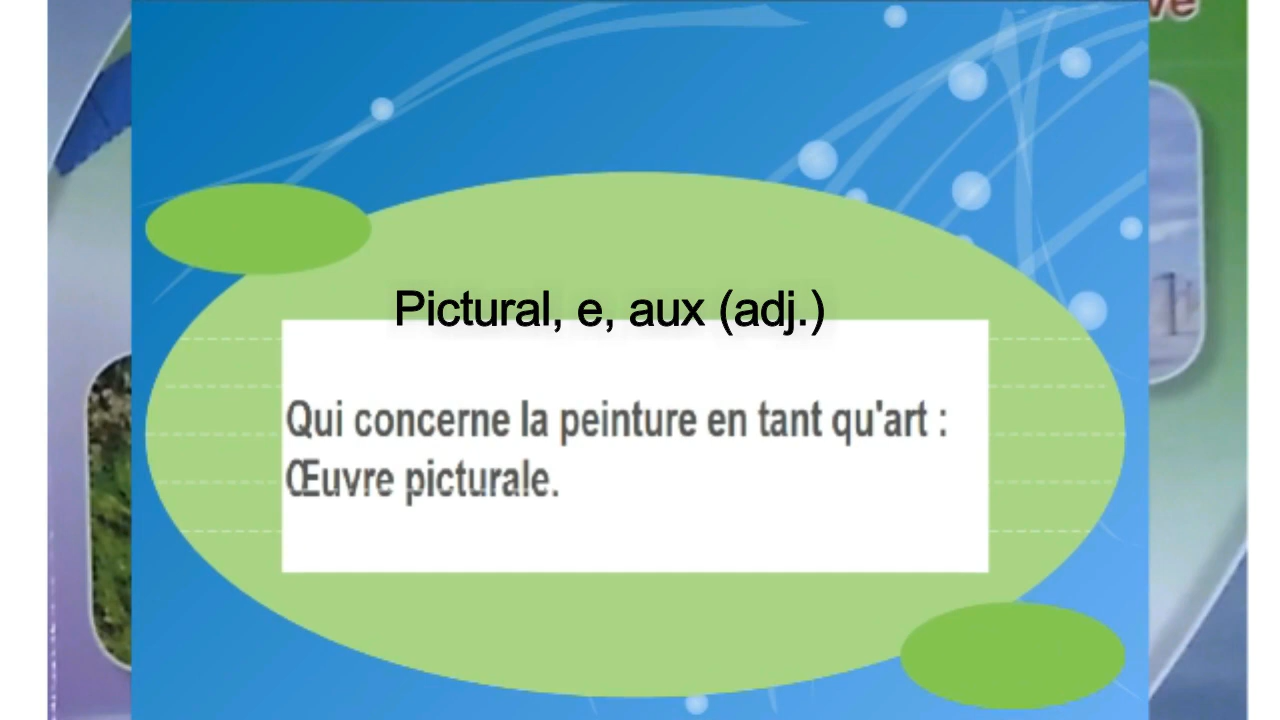 Pictural, e, aux (adj.)
Qui concerne la peinture en tant qu'art :
Œuvre picturale.